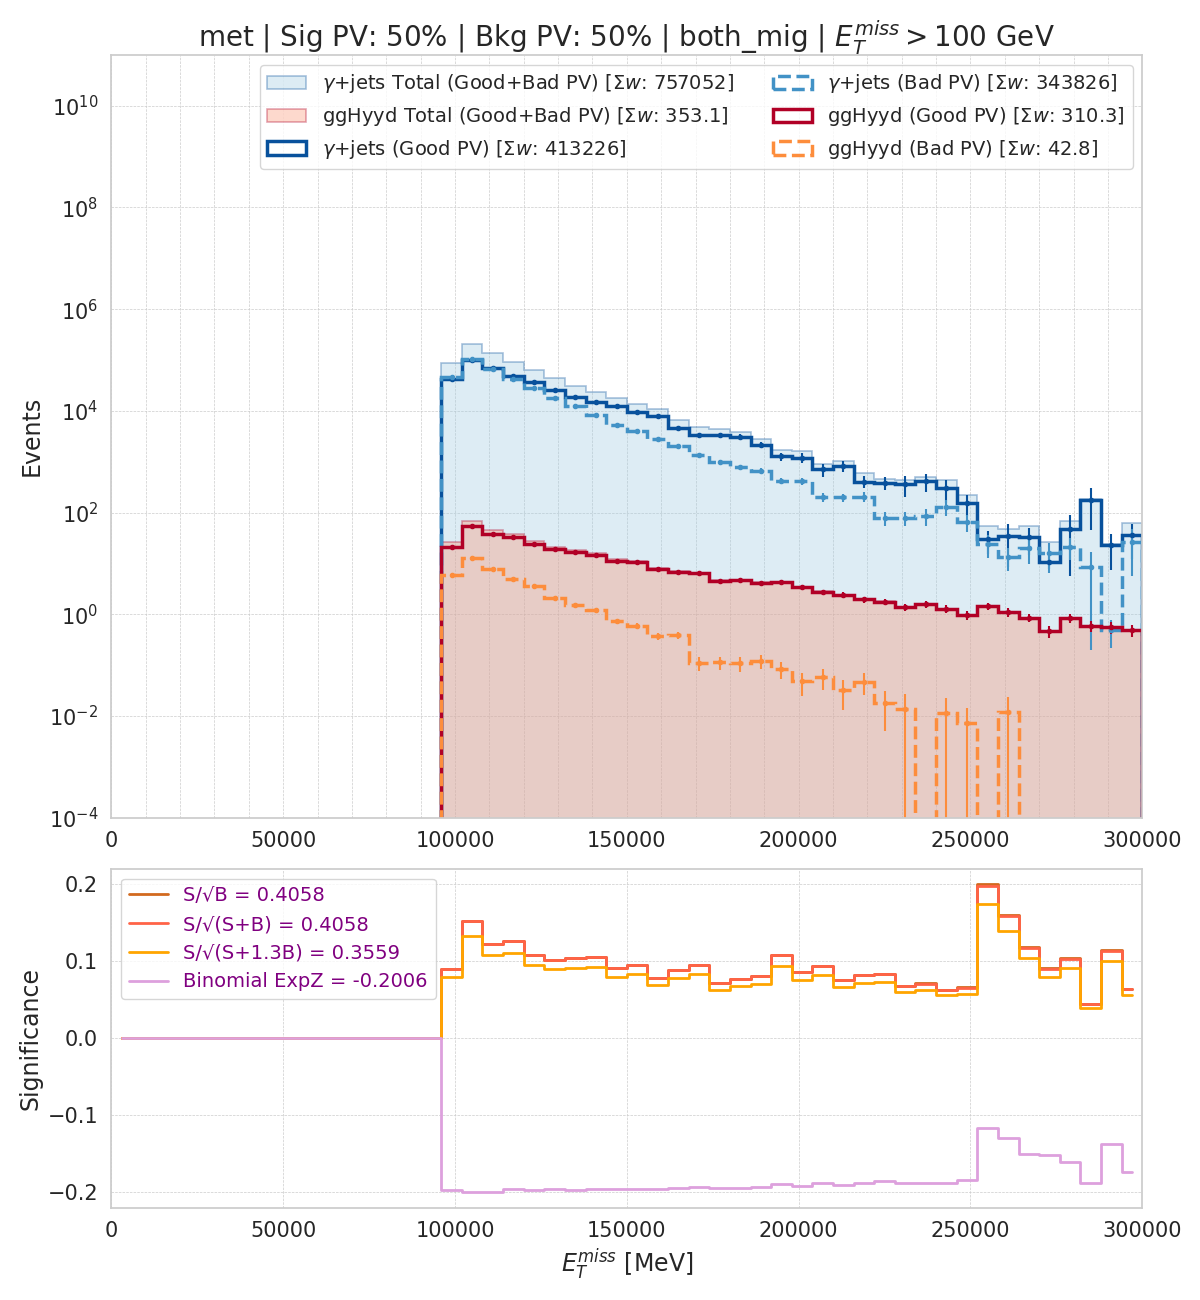 met | Sig PV: 50% | Bkg PV: 50% | both_mig | $E_T^{miss} > 100$ GeV
γ+jets Total (Good+Bad PV) [Σw: 757052]
ggHyyd Total (Good+Bad PV) [Σw: 353.1]
γ+jets (Good PV) [Σw: 413226]
γ+jets (Bad PV) [Σw: 343826]
ggHyyd (Good PV) [Σw: 310.3]
ggHyyd (Bad PV) [Σw: 42.8]
Events
$10^{10}$
$10^{8}$
$10^{6}$
$10^{4}$
$10^{2}$
$10^{0}$
$10^{-2}$
$10^{-4}$
0 50000 100000 150000 200000 250000 300000
S/√B = 0.4058
S/√(S+B) = 0.4058
S/√(S+1.3B) = 0.3559
Binomial ExpZ = -0.2006
Significance
0.2
0.1
0.0
−0.1
−0.2
0 50000 100000 150000 200000 250000 300000
$E_T^{miss}$ [MeV]